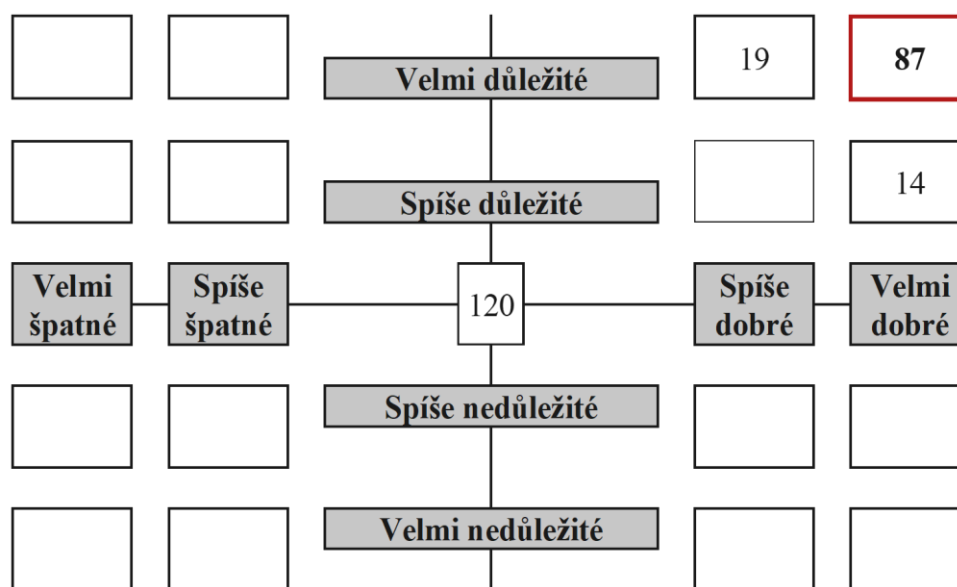 19
87
Velmi důležité
14
Spíše důležité
Velmi
špatné
Spíše
špatné
120
Spíše
dobré
Velmi
dobré
Spíše nedůležité
Velmi nedůležité